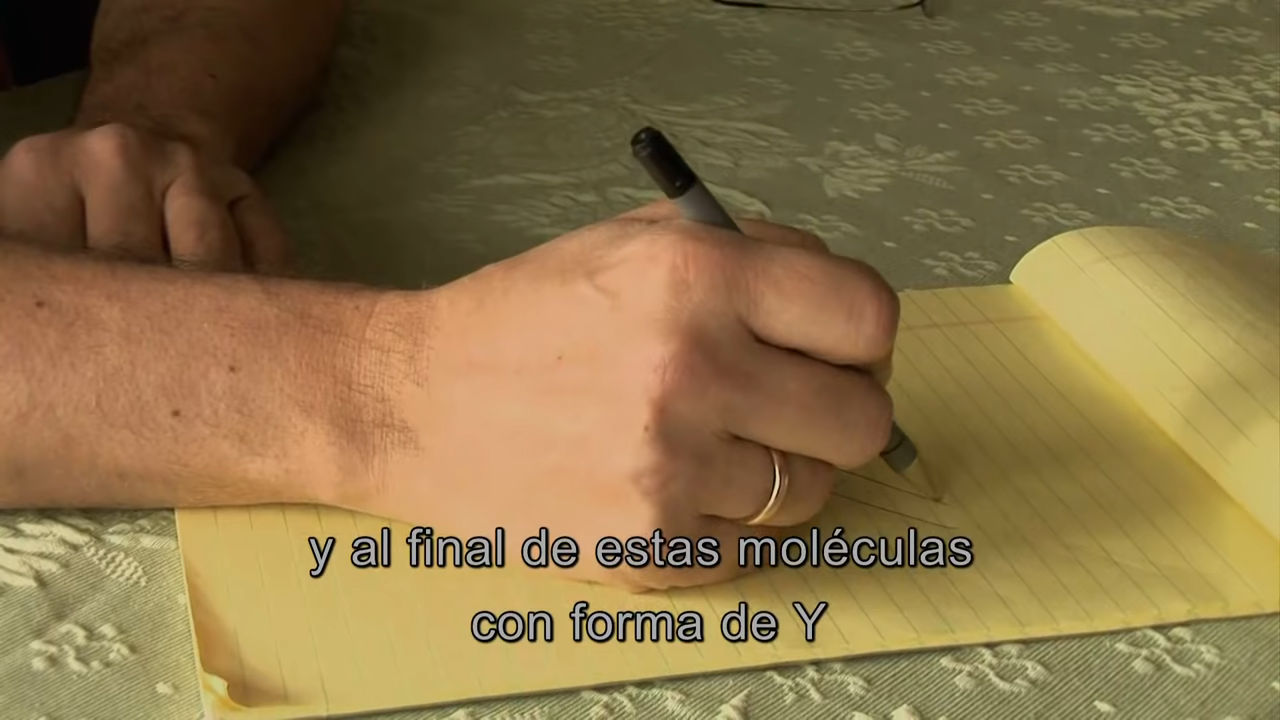 y al final de estas moléculas
con forma de Y